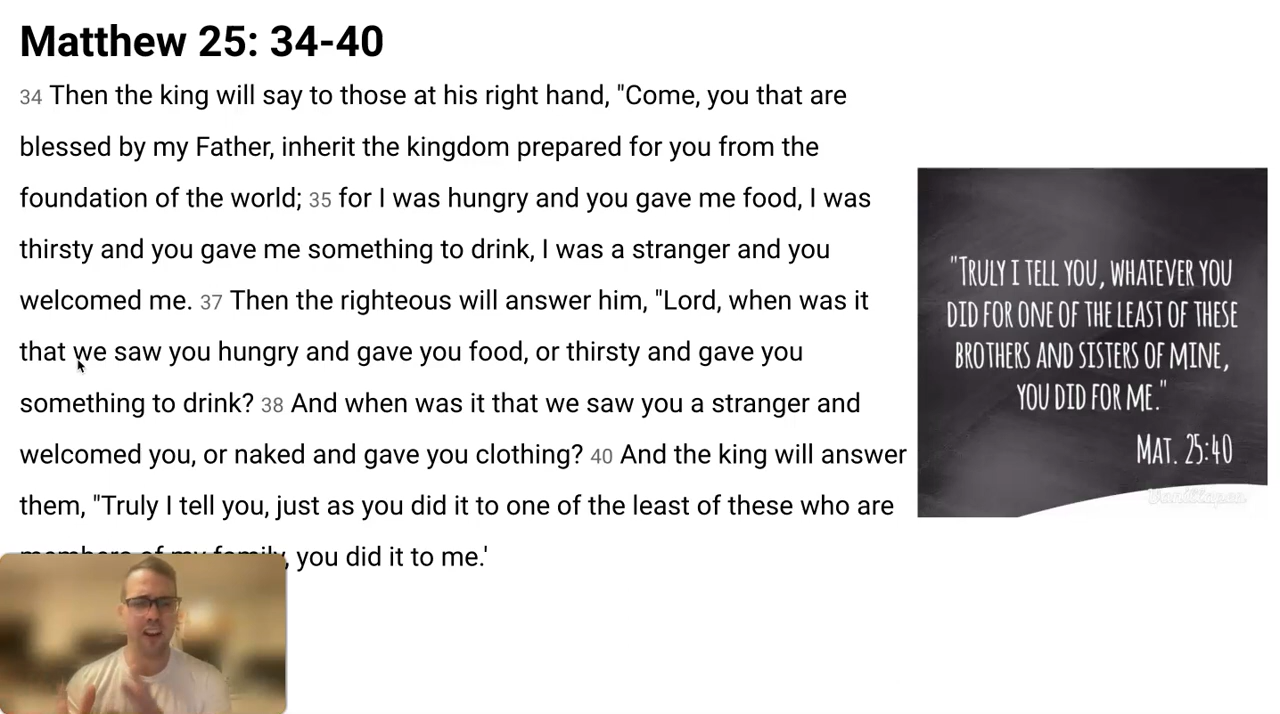 Matthew 25: 34-40
34 Then the king will say to those at his right hand, "Come, you that are
blessed by my Father, inherit the kingdom prepared for you from the
foundation of the world; 35 for I was hungry and you gave me food, I was
thirsty and you gave me something to drink, I was a stranger and you
welcomed me. 37 Then the righteous will answer him, "Lord, when was it
that we saw you hungry and gave you food, or thirsty and gave you
something to drink? 38 And when was it that we saw you a stranger and
welcomed you, or naked and gave you clothing? 40 And the king will answer
them, "Truly I tell you, just as you did it to one of the least of these who are
members of my family, you did it to me.'
"TRULY I TELL YOU, WHATEVER YOU
DID FOR ONE OF THE LEAST OF THESE
BROTHERS AND SISTERS OF MINE,
YOU DID FOR ME."
MAT. 25:40